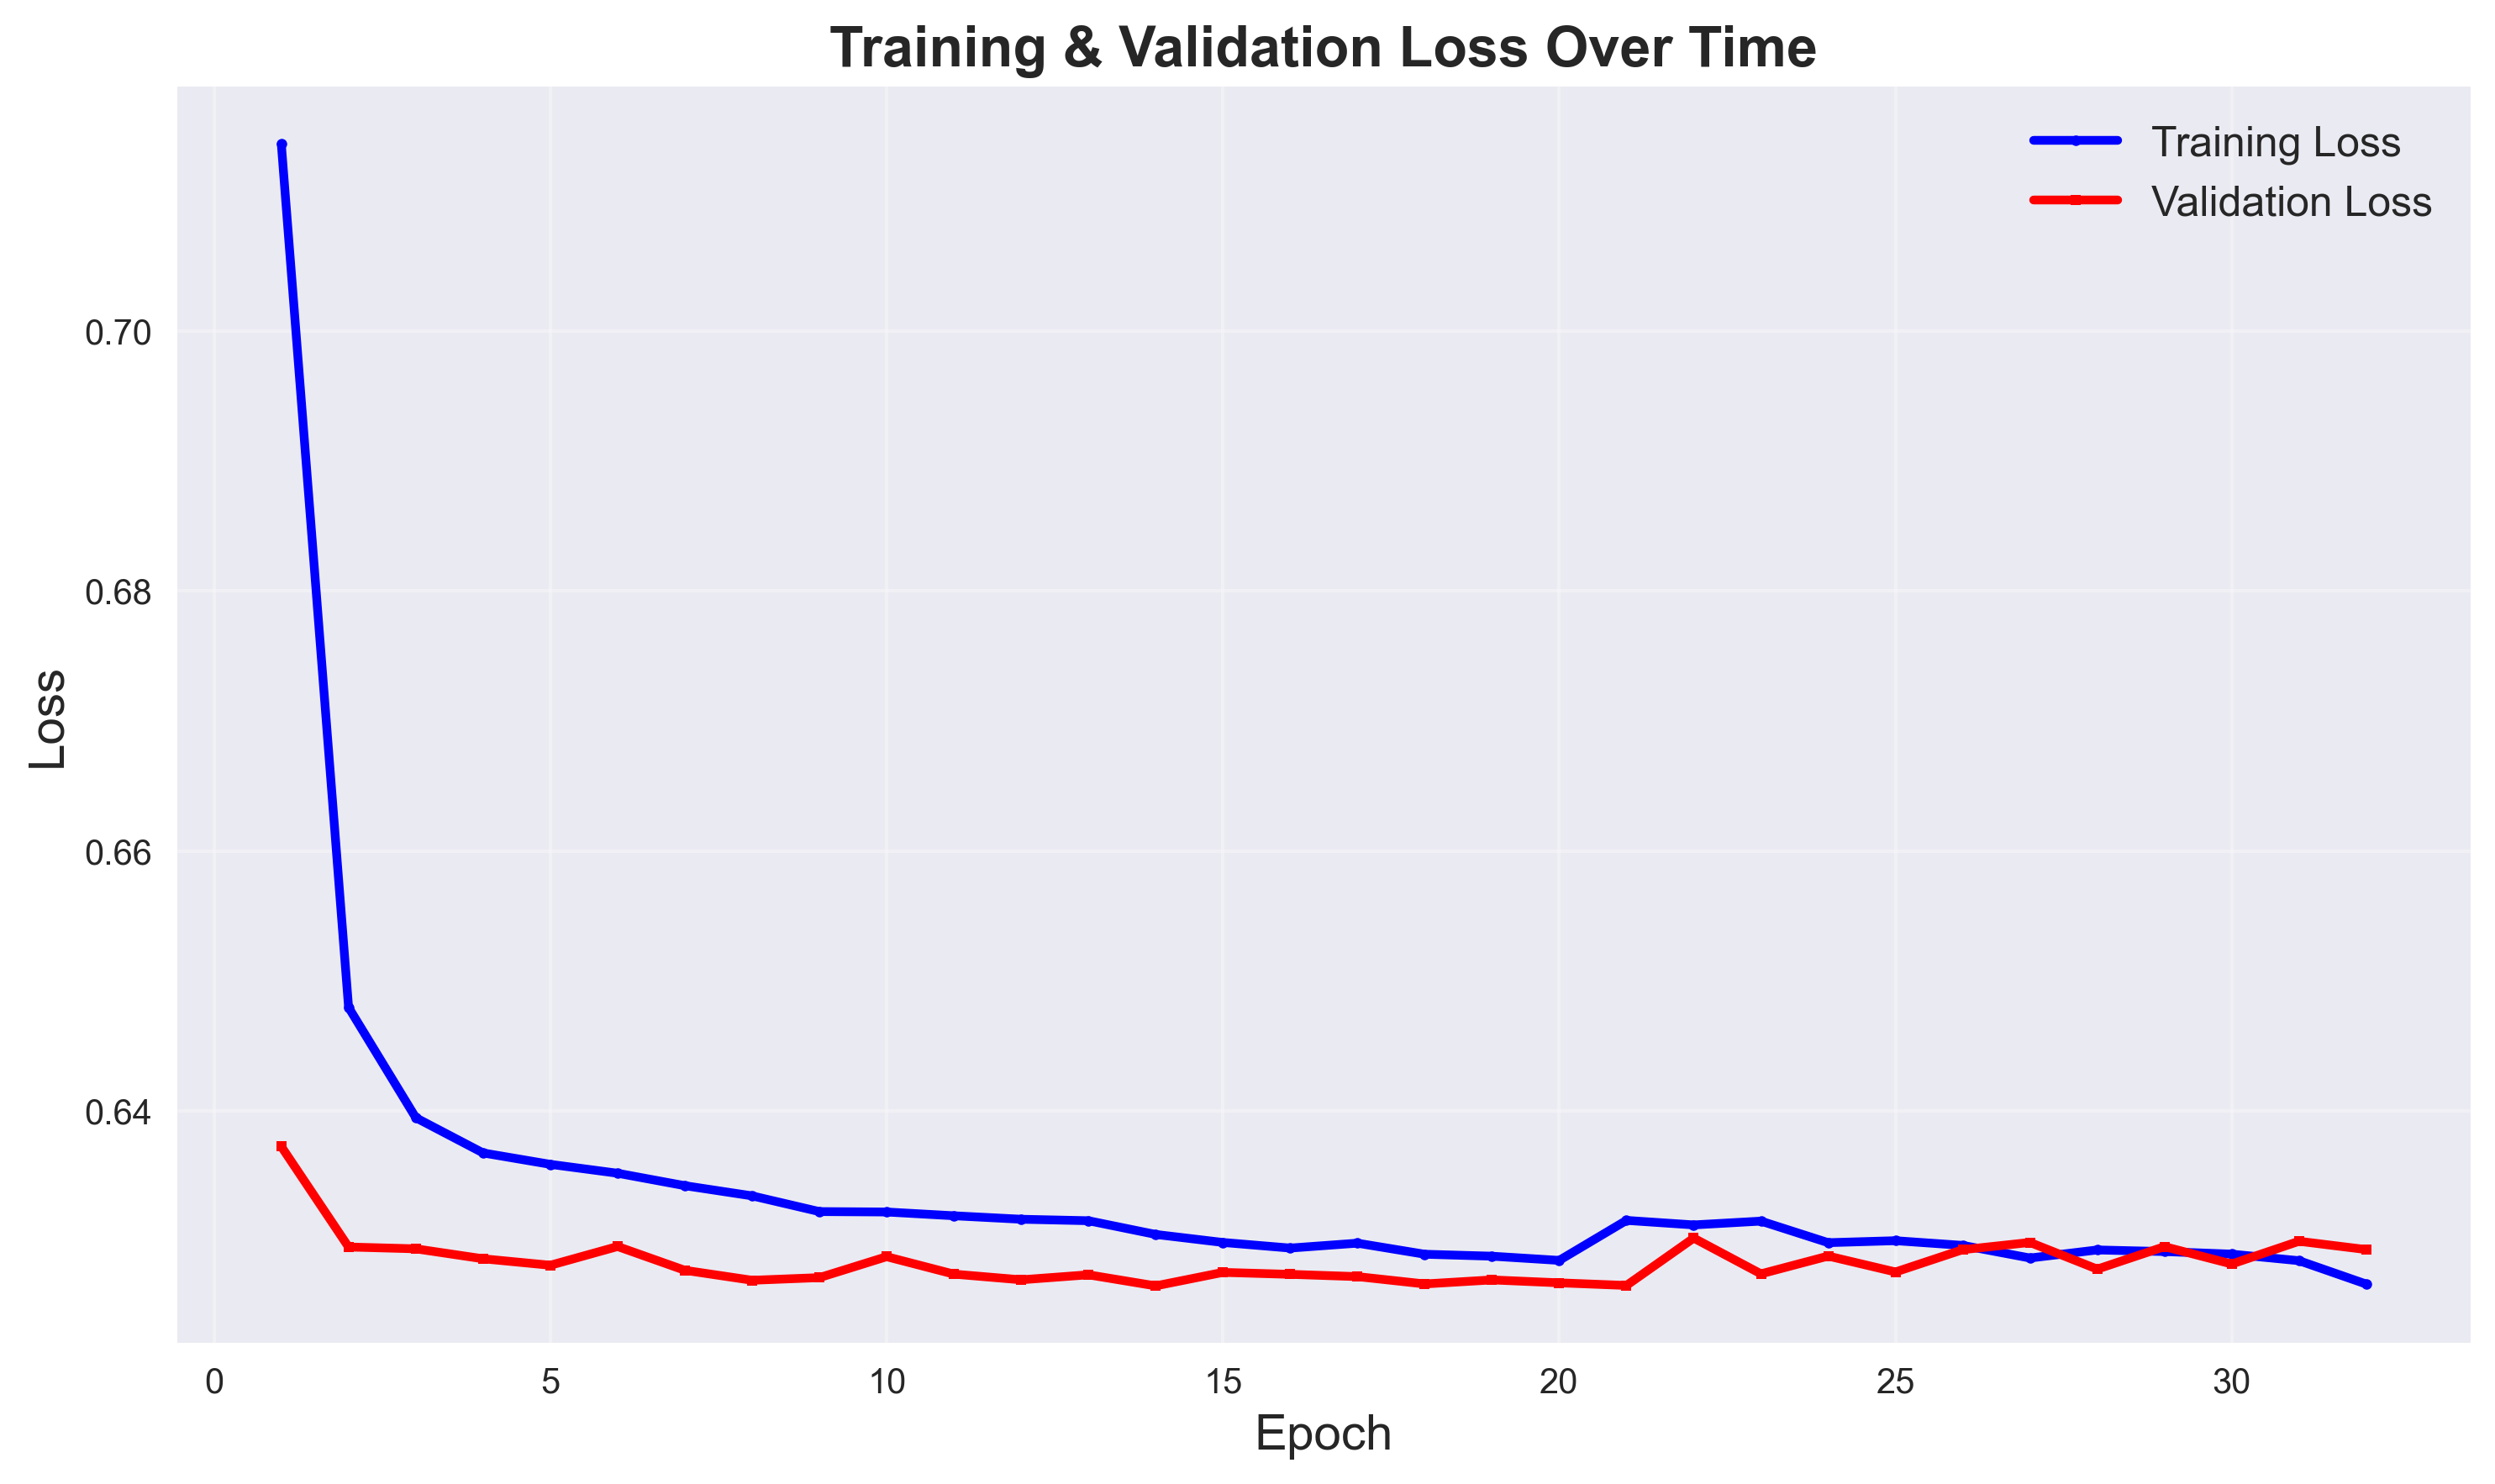 Training & Validation Loss Over Time
Training Loss
Validation Loss
0.70
0.68
0.66
0.64
Loss
0 5 10 15 20 25 30
Epoch